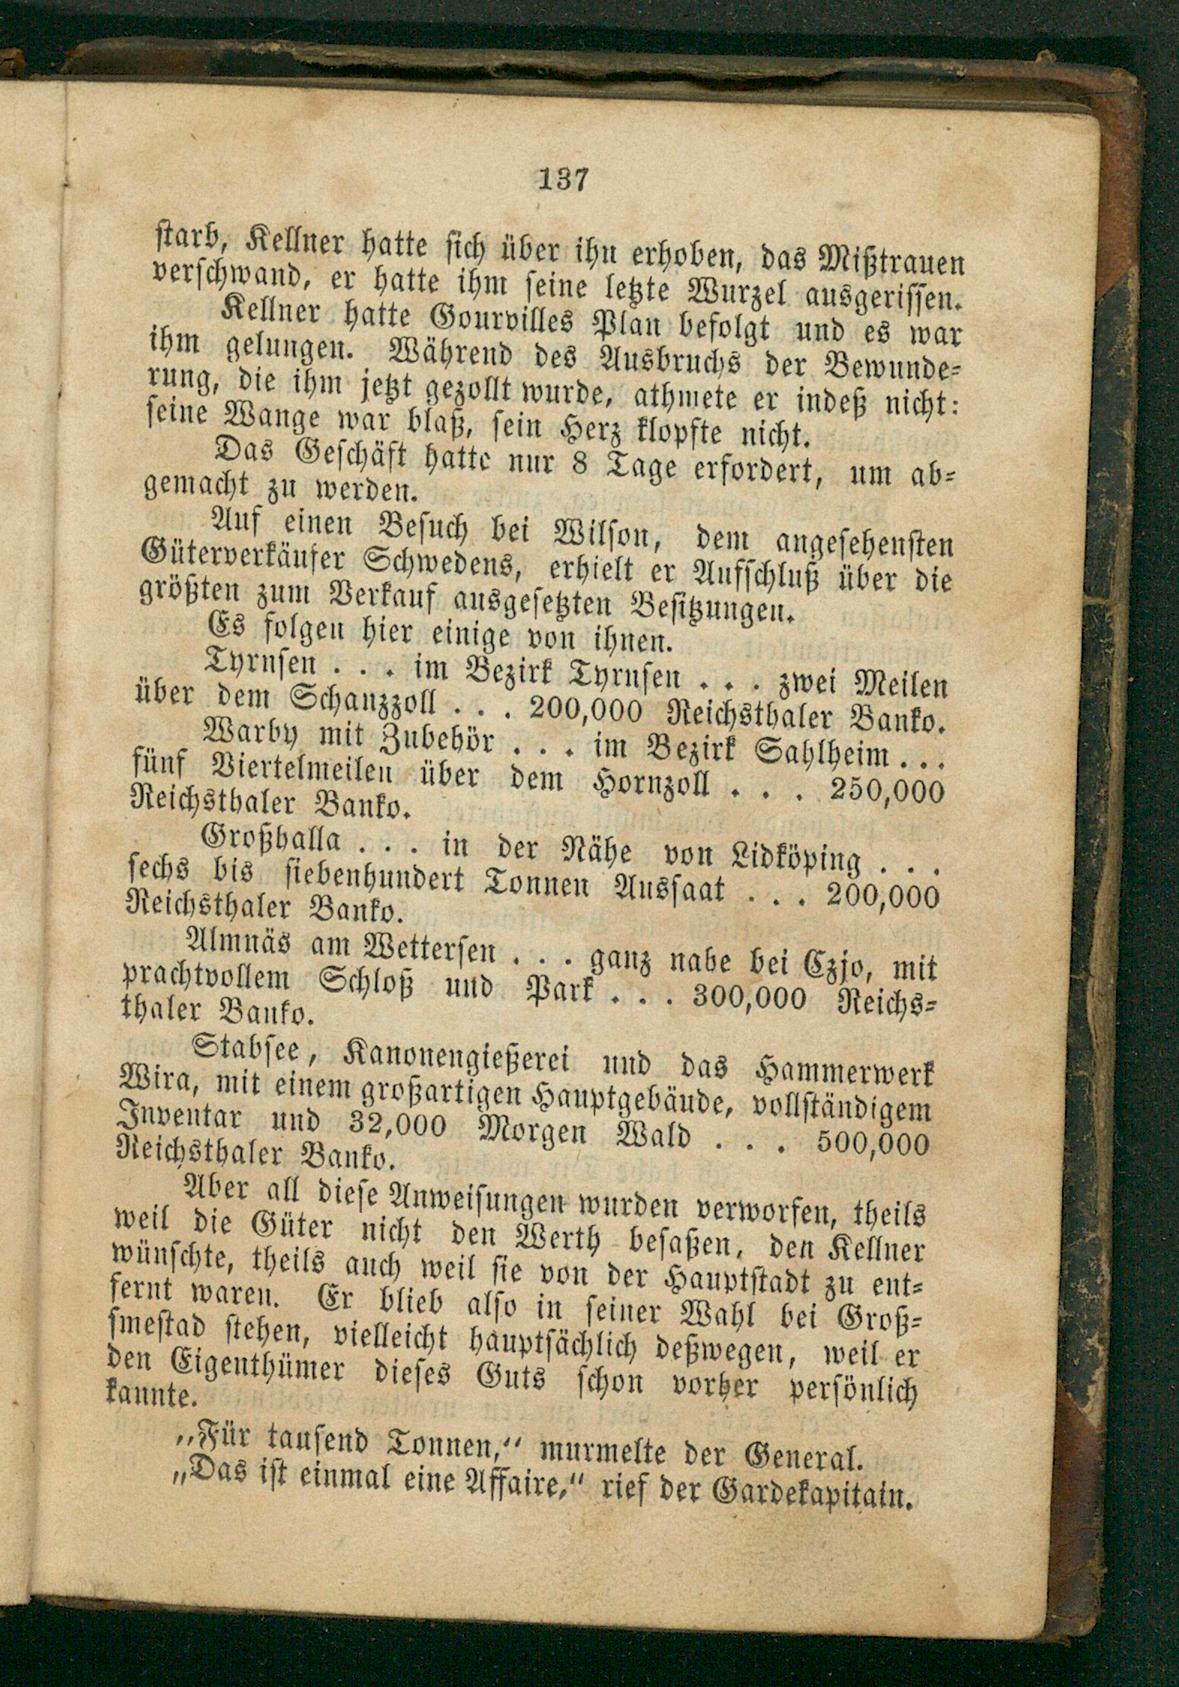 137
starb, Kellner hatte sich über ihn erhoben, das Mißtrauen
verschwand, er hatte ihm seine letzte Wurzel ausgerissen.
Kellner hatte Gourvilles Plan befolgt und es war
ihm gelungen. Während des Ausbruchs der Bewunde-
rung, die ihm jetzt gezollt wurde, athmete er indeß nicht:
seine Wange war blaß, sein Herz klopfte nicht.
Das Geschäft hatte nur 8 Tage erfordert, um ab-
gemacht zu werden.
Auf einen Besuch bei Wilson, dem angesehensten
Güterverkäufer Schwedens, erhielt er Aufschluß über die
größten zum Verkauf ausgesetzten Besitzungen.
Es folgen hier einige von ihnen.
Tyrnsen . . . im Bezirk Tyrnsen . . . zwei Meilen
über dem Schanzzoll . . . 200,000 Reichsthaler Banko.
Warby mit Zubehör . . . im Bezirk Sahlheim . . .
fünf Viertelmeilen über dem Hornzoll . . . 250,000
Reichsthaler Banko.
Großhalla . . . in der Nähe von Lidköping . . .
sechs bis siebenhundert Tonnen Aussaat . . . 200,000
Reichsthaler Banko.
Almnäs am Wettersen . . . ganz nabe bei Czjo, mit
prachtvollem Schloß und Park . . . 300,000 Reichs-
thaler Banko.
Stabsee, Kanonengießerei und das Hammerwerk
Wira, mit einem großartigen Hauptgebäude, vollständigem
Inventar und 32,000 Morgen Wald . . . 500,000
Reichsthaler Banko.
Aber all diese Anweisungen wurden verworfen, theils
weil die Güter nicht den Werth besaßen, den Kellner
wünschte, theils auch weil sie von der Hauptstadt zu ent-
fernt waren. Er blieb also in seiner Wahl bei Groß-
smestad stehen, vielleicht hauptsächlich deßwegen, weil er
den Eigenthümer dieses Guts schon vorher persönlich
kannte.
„Für tausend Tonnen,“ murmelte der General.
„Das ist einmal eine Affaire,“ rief der Gardekapitain.